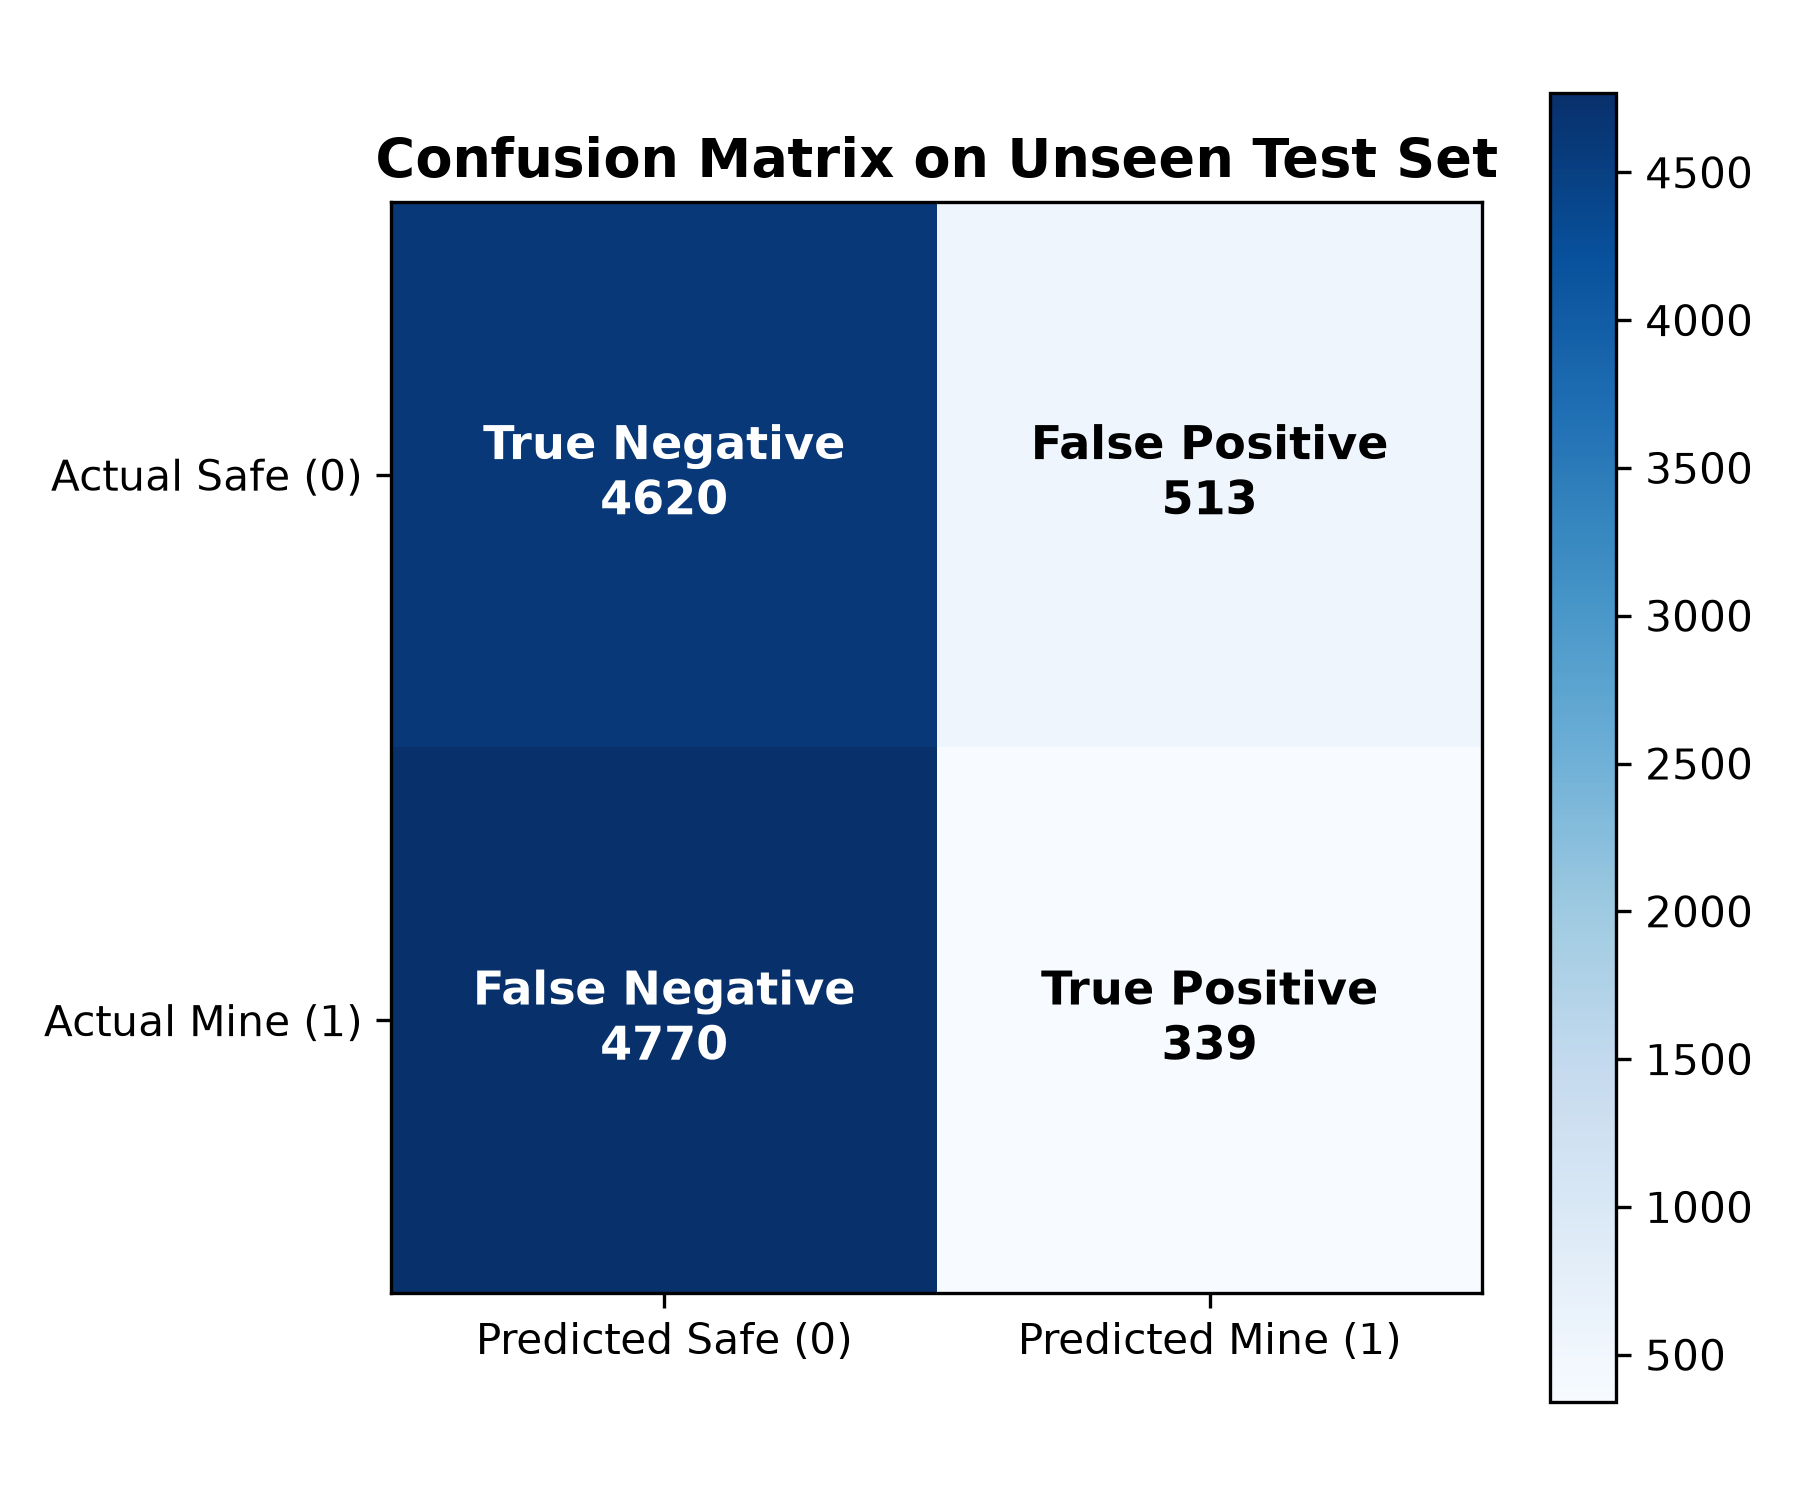 Confusion Matrix on Unseen Test Set
Actual Safe (0)
Actual Mine (1)
True Negative
4620
False Positive
513
False Negative
4770
True Positive
339
Predicted Safe (0)
Predicted Mine (1)
4500
4000
3500
3000
2500
2000
1500
1000
500